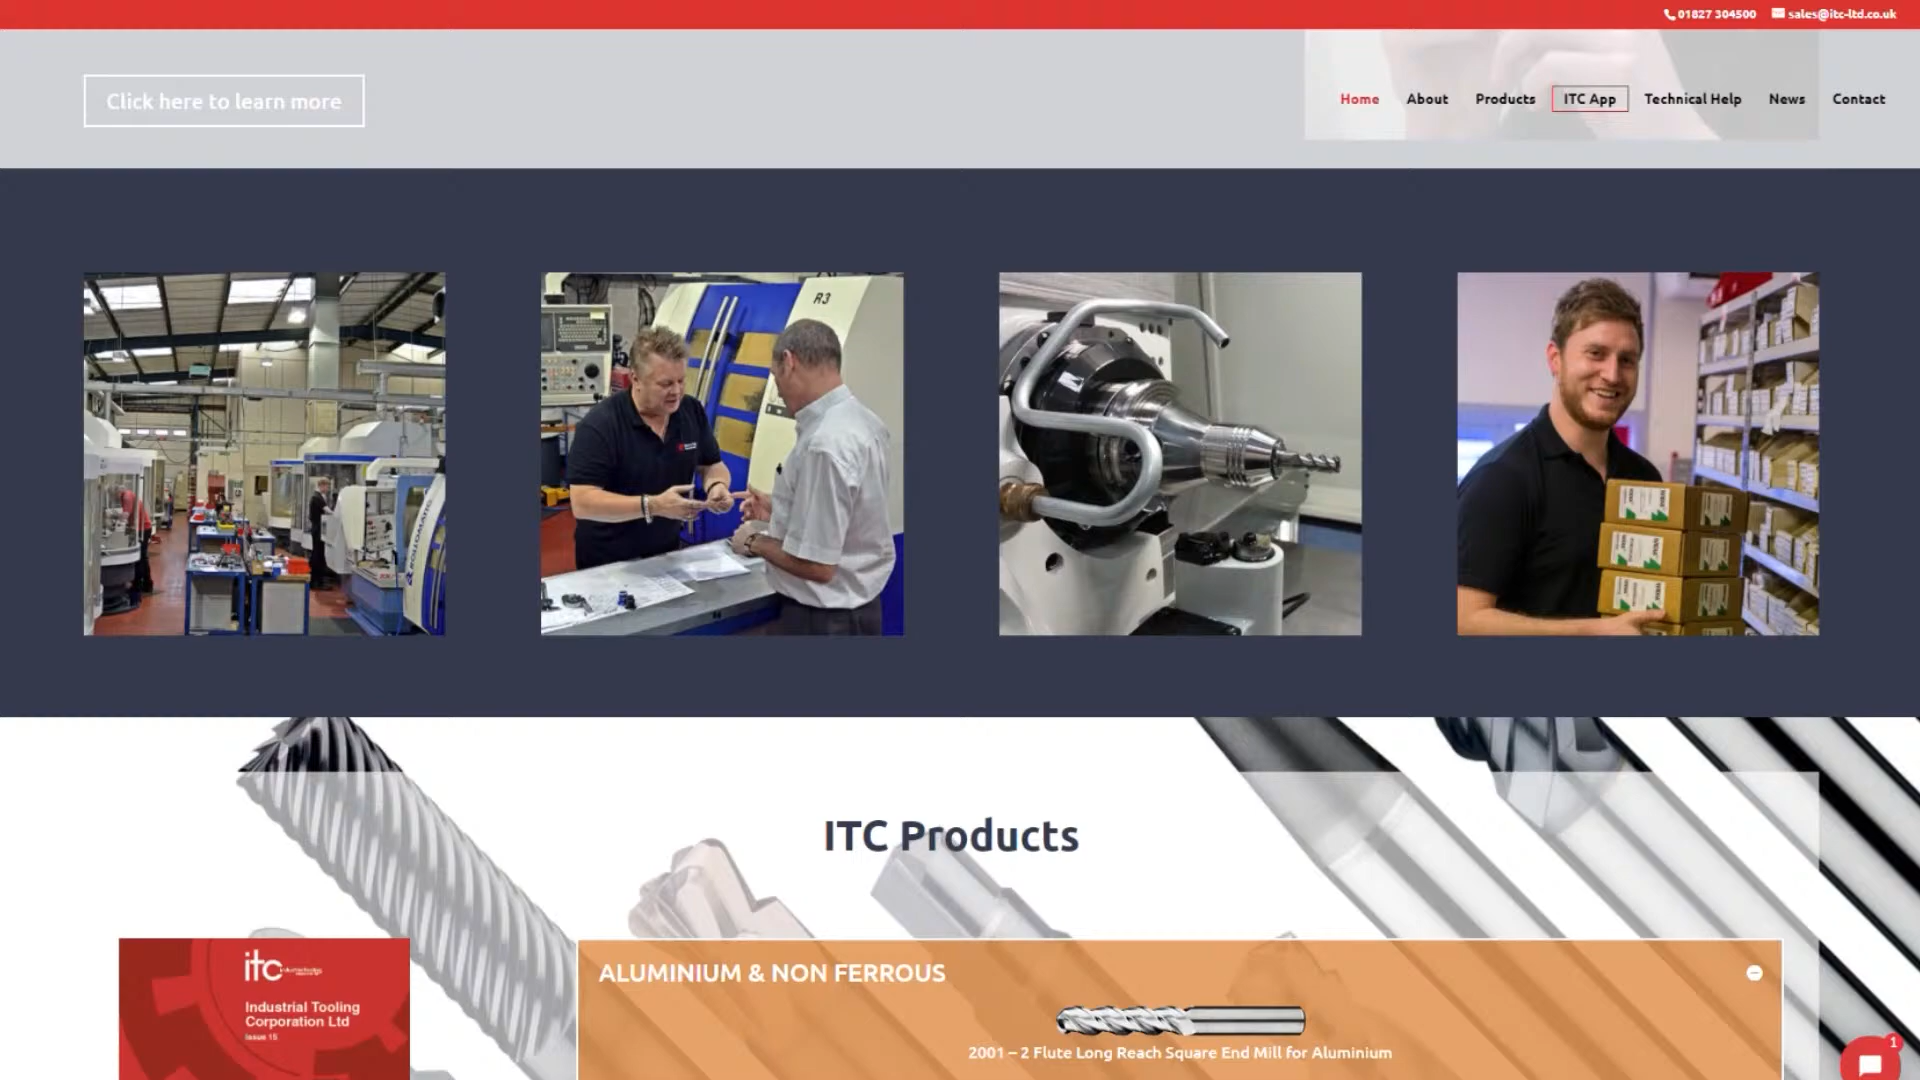 01827 304500 sales@itc-ltd.co.uk
Click here to learn more
Home About Products ITC App Technical Help News Contact
R3
ROLLOMATIC
ITC Products
itc
Industrial Tooling
Corporation Ltd
Issue 15
ALUMINIUM & NON FERROUS
2001 – 2 Flute Long Reach Square End Mill for Aluminium
1